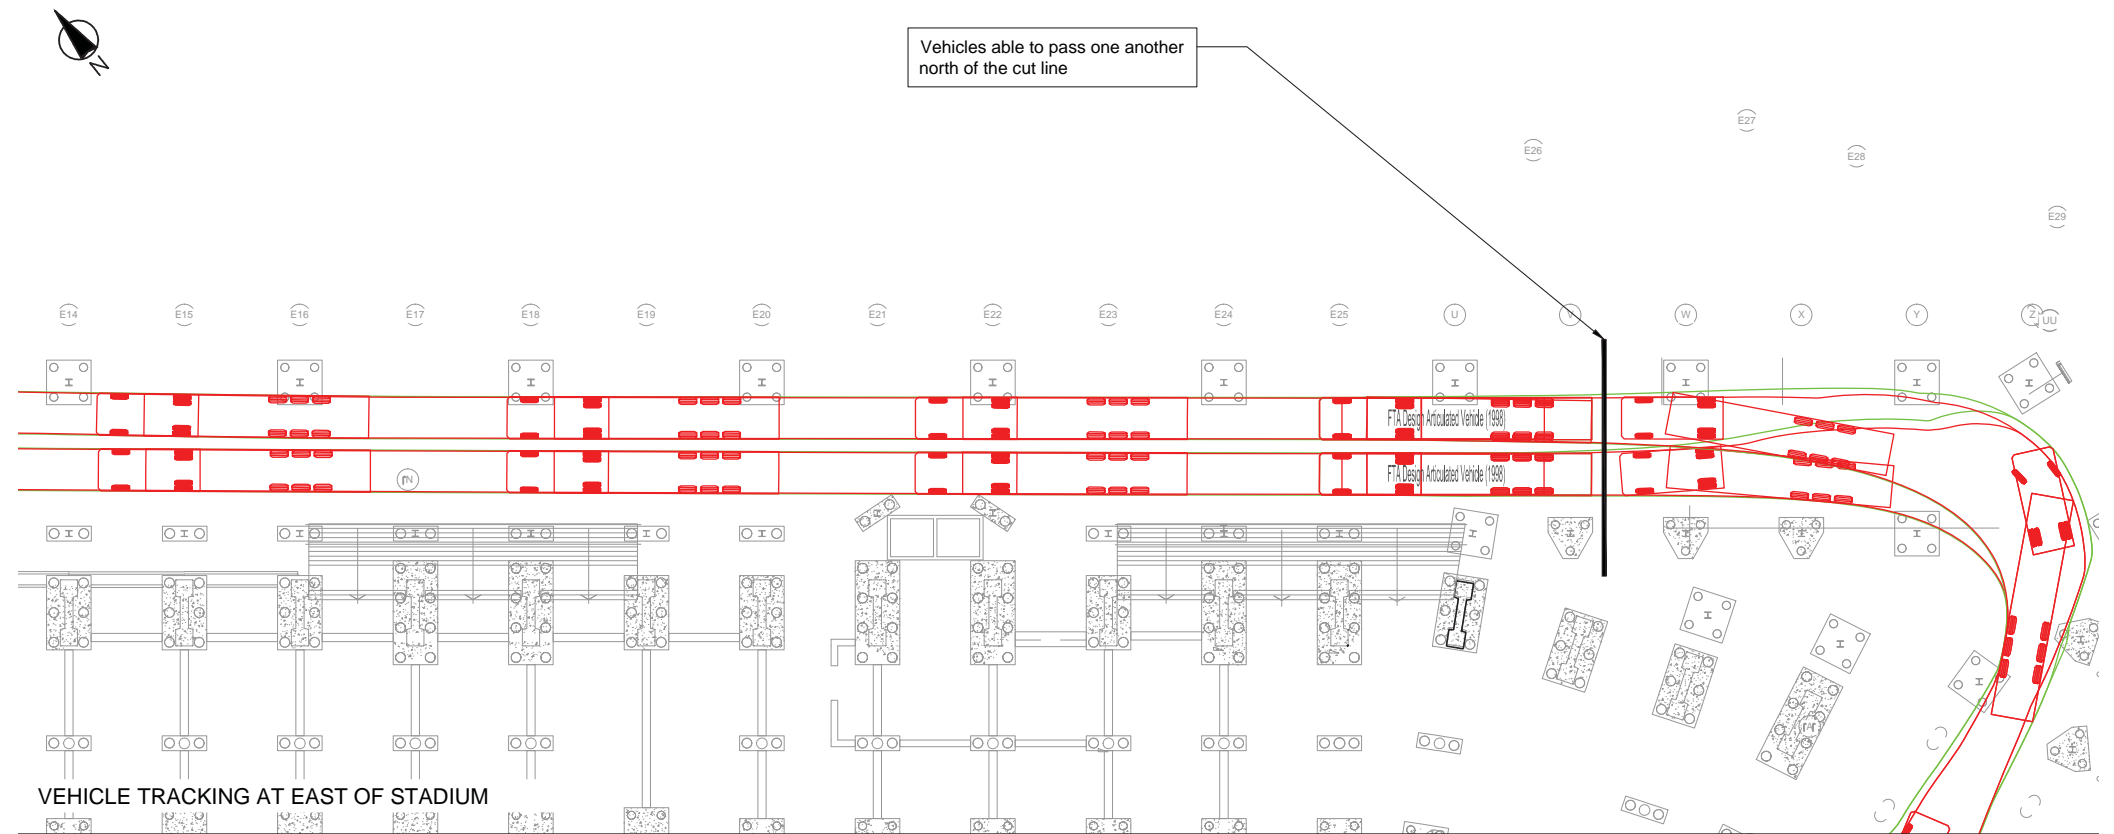 N
Vehicles able to pass one another
north of the cut line
E27
E26
E28
E29
E14
E15
E16
E17
E18
E19
E20
E21
E22
E23
E24
E25
U
V
W
X
Y
Z
UU
FTA Design Articulated Vehicle (1998)
FTA Design Articulated Vehicle (1998)
VEHICLE TRACKING AT EAST OF STADIUM